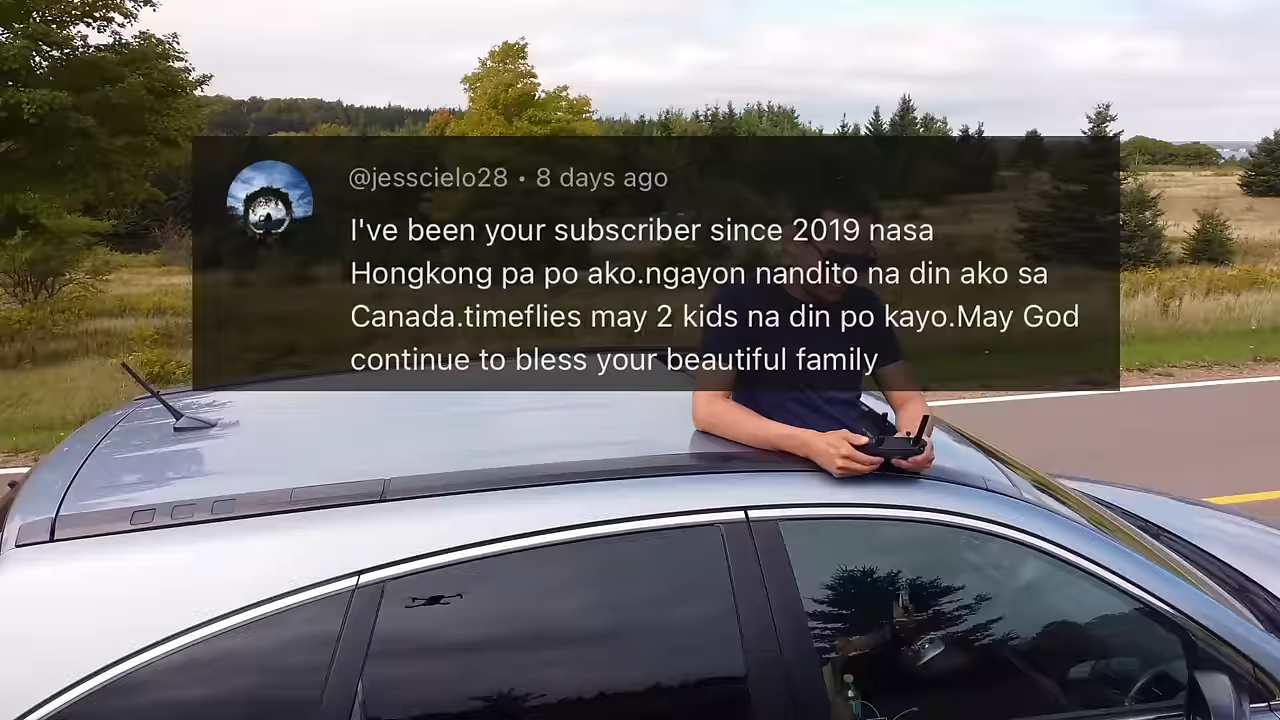 @jesscielo28 • 8 days ago
I've been your subscriber since 2019 nasa
Hongkong pa po ako.ngayon nandito na din ako sa
Canada.timeflies may 2 kids na din po kayo.May God
continue to bless your beautiful family